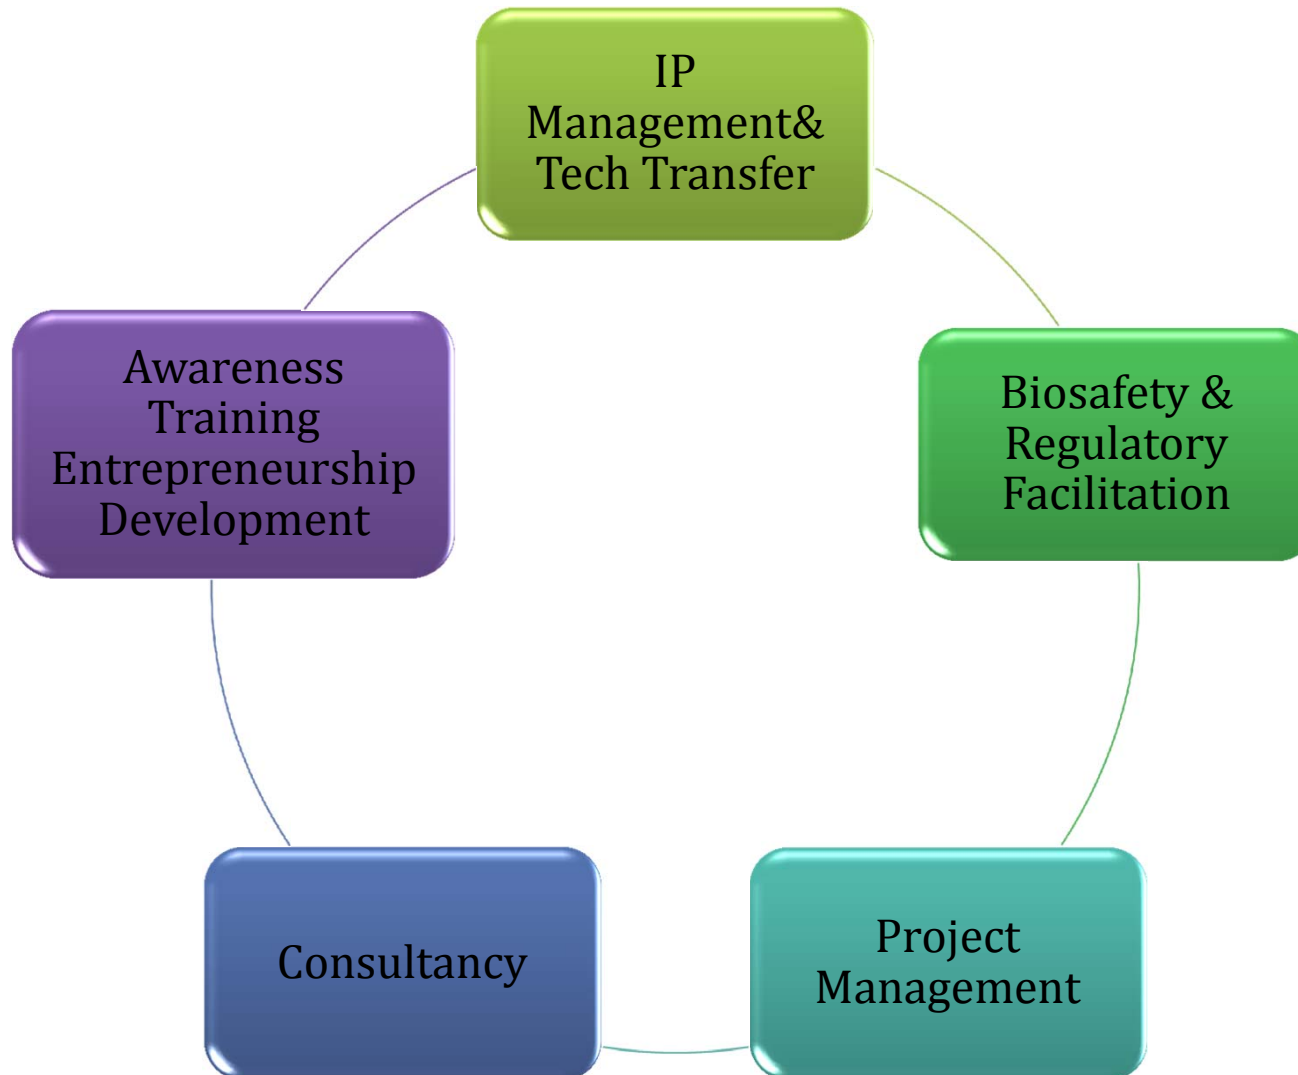 IP
Management&
Tech Transfer
Biosafety &
Regulatory
Facilitation
Project
Management
Consultancy
Awareness
Training
Entrepreneurship
Development